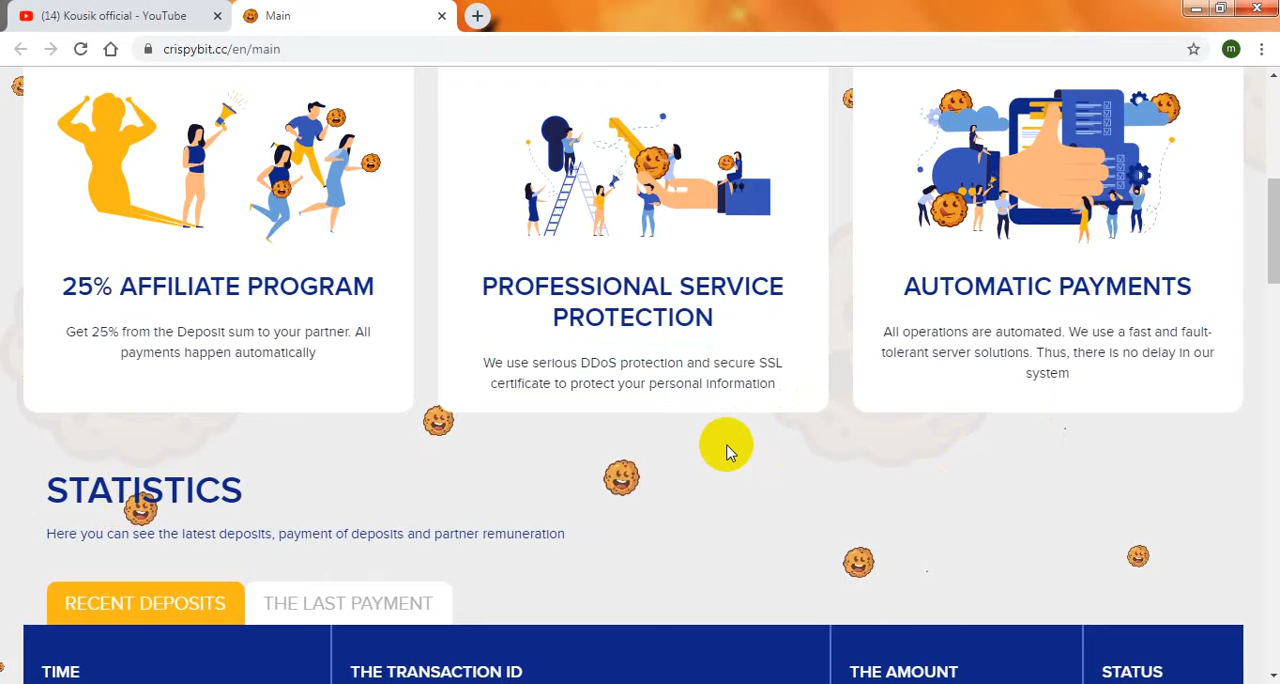 (14) Kousik official - YouTube
Main
crispybit.cc/en/main
m
25% AFFILIATE PROGRAM
Get 25% from the Deposit sum to your partner. All
payments happen automatically
PROFESSIONAL SERVICE
PROTECTION
We use serious DDoS protection and secure SSL
certificate to protect your personal information
AUTOMATIC PAYMENTS
All operations are automated. We use a fast and fault-
tolerant server solutions. Thus, there is no delay in our
system
STATISTICS
Here you can see the latest deposits, payment of deposits and partner remuneration
RECENT DEPOSITS
THE LAST PAYMENT
TIME
THE TRANSACTION ID
THE AMOUNT
STATUS